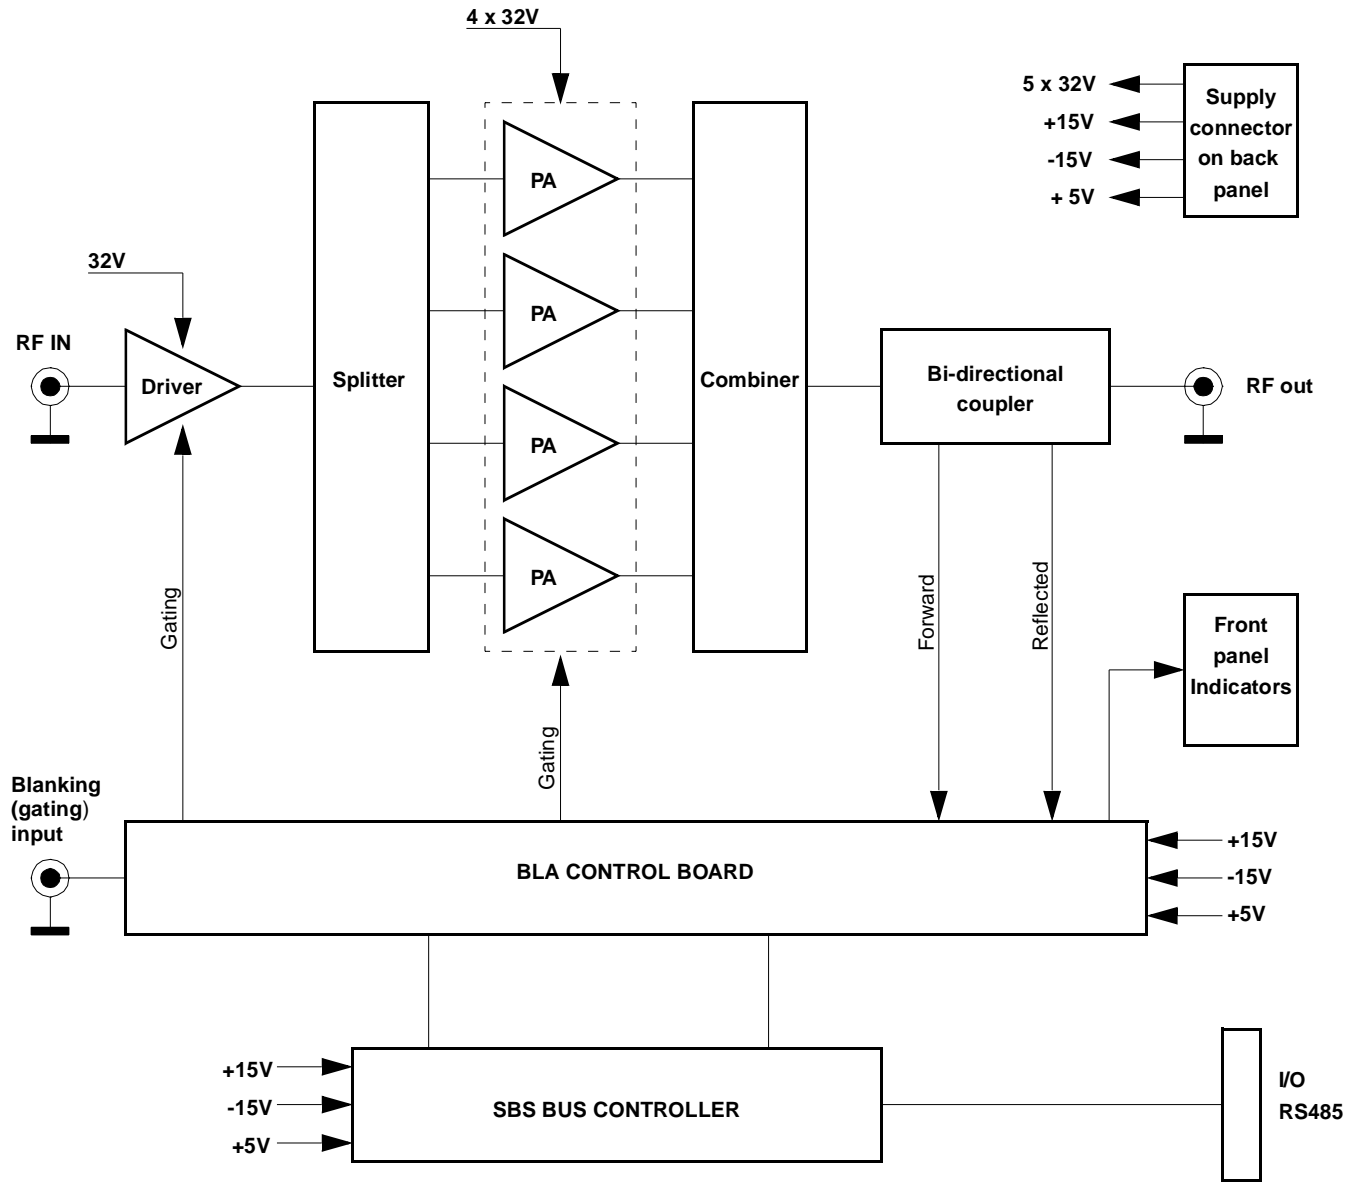 4 x 32V
5 x 32V
+15V
-15V
+ 5V
Supply
connector
on back
panel
PA
PA
PA
PA
32V
RF IN
Driver
Splitter
Combiner
Bi-directional
coupler
RF out
Gating
Gating
Forward
Reflected
Front
panel
Indicators
Blanking
(gating)
input
BLA CONTROL BOARD
+15V
-15V
+5V
+15V
-15V
+5V
SBS BUS CONTROLLER
I/O
RS485